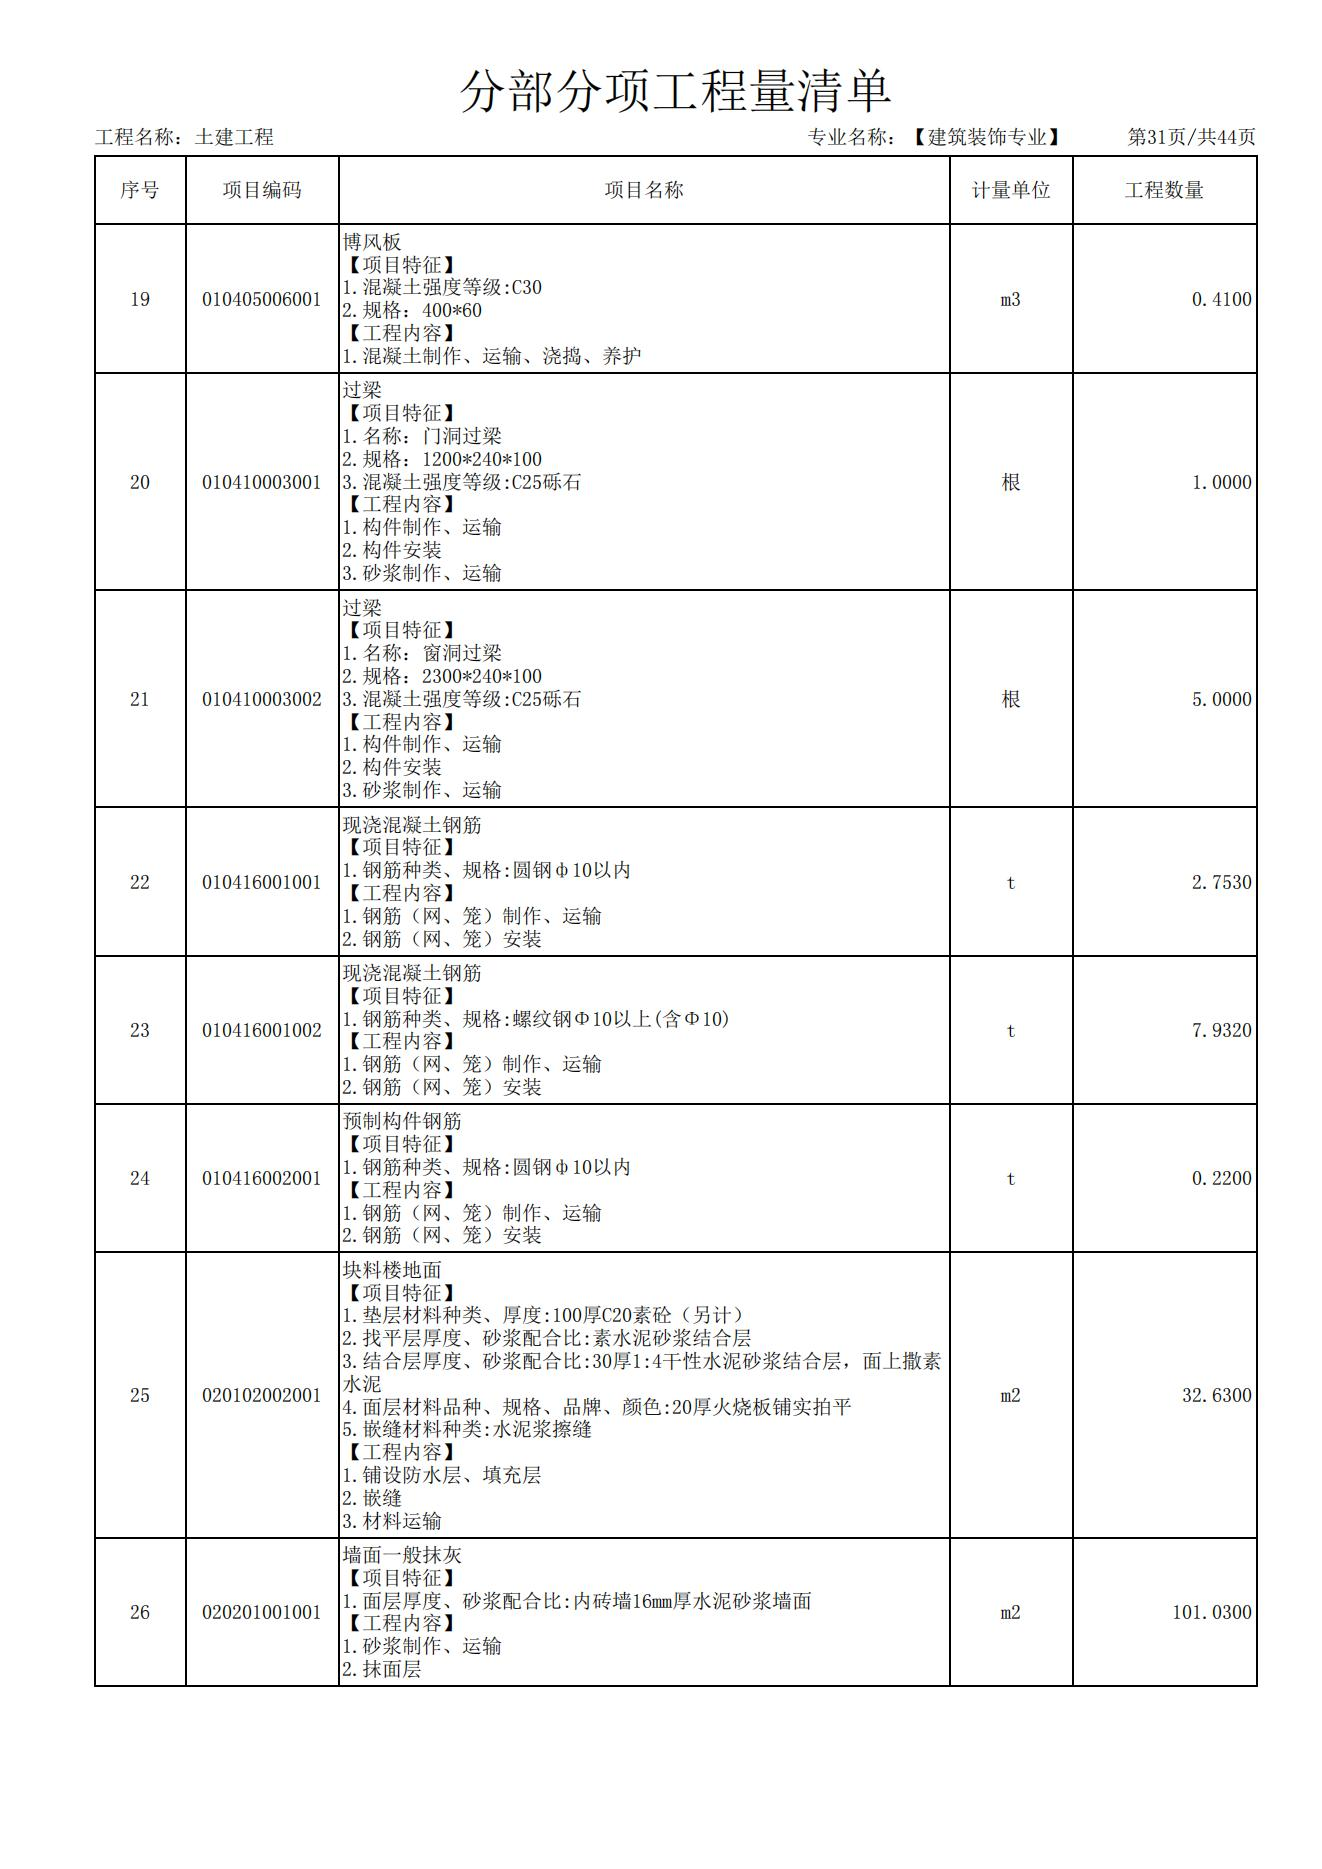 分部分项工程量清单
工程名称：土建工程 专业名称：【建筑装饰专业】 第31页/共44页
序号 项目编码 项目名称 计量单位 工程数量
博风板
【项目特征】
1.混凝土强度等级:C30
2.规格：400*60
【工程内容】
1.混凝土制作、运输、浇捣、养护
19 010405006001 m3 0.4100
过梁
【项目特征】
1.名称：门洞过梁
2.规格：1200*240*100
3.混凝土强度等级:C25砾石
【工程内容】
1.构件制作、运输
2.构件安装
3.砂浆制作、运输
20 010410003001 根 1.0000
过梁
【项目特征】
1.名称：窗洞过梁
2.规格：2300*240*100
3.混凝土强度等级:C25砾石
【工程内容】
1.构件制作、运输
2.构件安装
3.砂浆制作、运输
21 010410003002 根 5.0000
现浇混凝土钢筋
【项目特征】
1.钢筋种类、规格:圆钢ф10以内
【工程内容】
1.钢筋（网、笼）制作、运输
2.钢筋（网、笼）安装
22 010416001001 t 2.7530
现浇混凝土钢筋
【项目特征】
1.钢筋种类、规格:螺纹钢Ф10以上(含Ф10)
【工程内容】
1.钢筋（网、笼）制作、运输
2.钢筋（网、笼）安装
23 010416001002 t 7.9320
预制构件钢筋
【项目特征】
1.钢筋种类、规格:圆钢ф10以内
【工程内容】
1.钢筋（网、笼）制作、运输
2.钢筋（网、笼）安装
24 010416002001 t 0.2200
块料楼地面
【项目特征】
1.垫层材料种类、厚度:100厚C20素砼（另计）
2.找平层厚度、砂浆配合比:素水泥砂浆结合层
3.结合层厚度、砂浆配合比:30厚1:4干性水泥砂浆结合层，面上撒素
水泥
4.面层材料品种、规格、品牌、颜色:20厚火烧板铺实拍平
5.嵌缝材料种类:水泥浆擦缝
【工程内容】
1.铺设防水层、填充层
2.嵌缝
3.材料运输
25 020102002001 m2 32.6300
墙面一般抹灰
【项目特征】
1.面层厚度、砂浆配合比:内砖墙16mm厚水泥砂浆墙面
【工程内容】
1.砂浆制作、运输
2.抹面层
26 020201001001 m2 101.0300